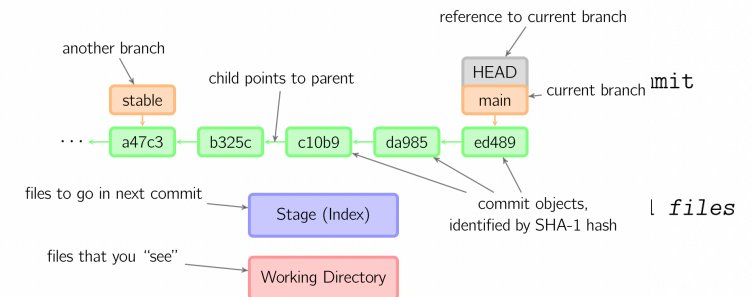 reference to current branch
another branch
child points to parent
HEAD
stable
main
current branch
mit
...
a47c3
b325c
c10b9
da985
ed489
files to go in next commit
Stage (Index)
commit objects,
identified by SHA-1 hash
files
files that you “see”
Working Directory